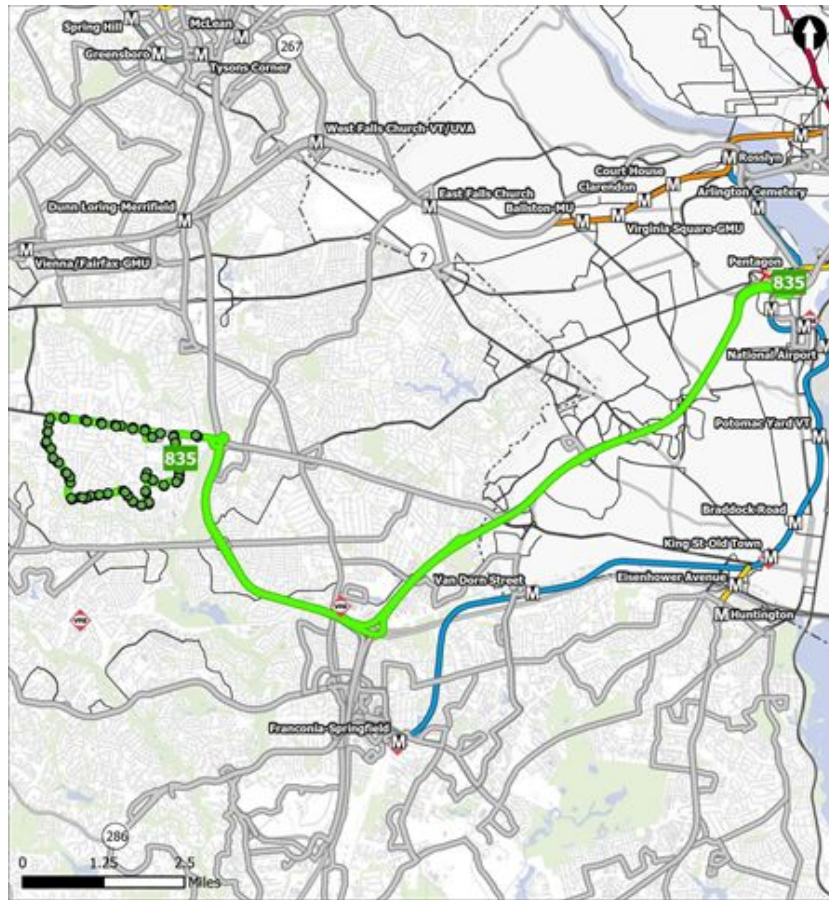 McLean
Spring Hill
267
Greensboro
Tysons Corner
West Falls Church-VT/UVA
Rosslyn
Court House
Clarendon
East Falls Church
Arlington Cemetery
Dunn Loring-Merrifield
Ballston-MU
Virginia Square-GMU
Vienna/Fairfax-GMU
7
Pentagon
835
National Airport
Potomac Yard VT
835
Braddock-Road
King St-Old Town
Van Dorn Street
Eisenhower Avenue
VRE
Huntington
VRE
Franconia-Springfield
286
0 1.25 2.5
Miles